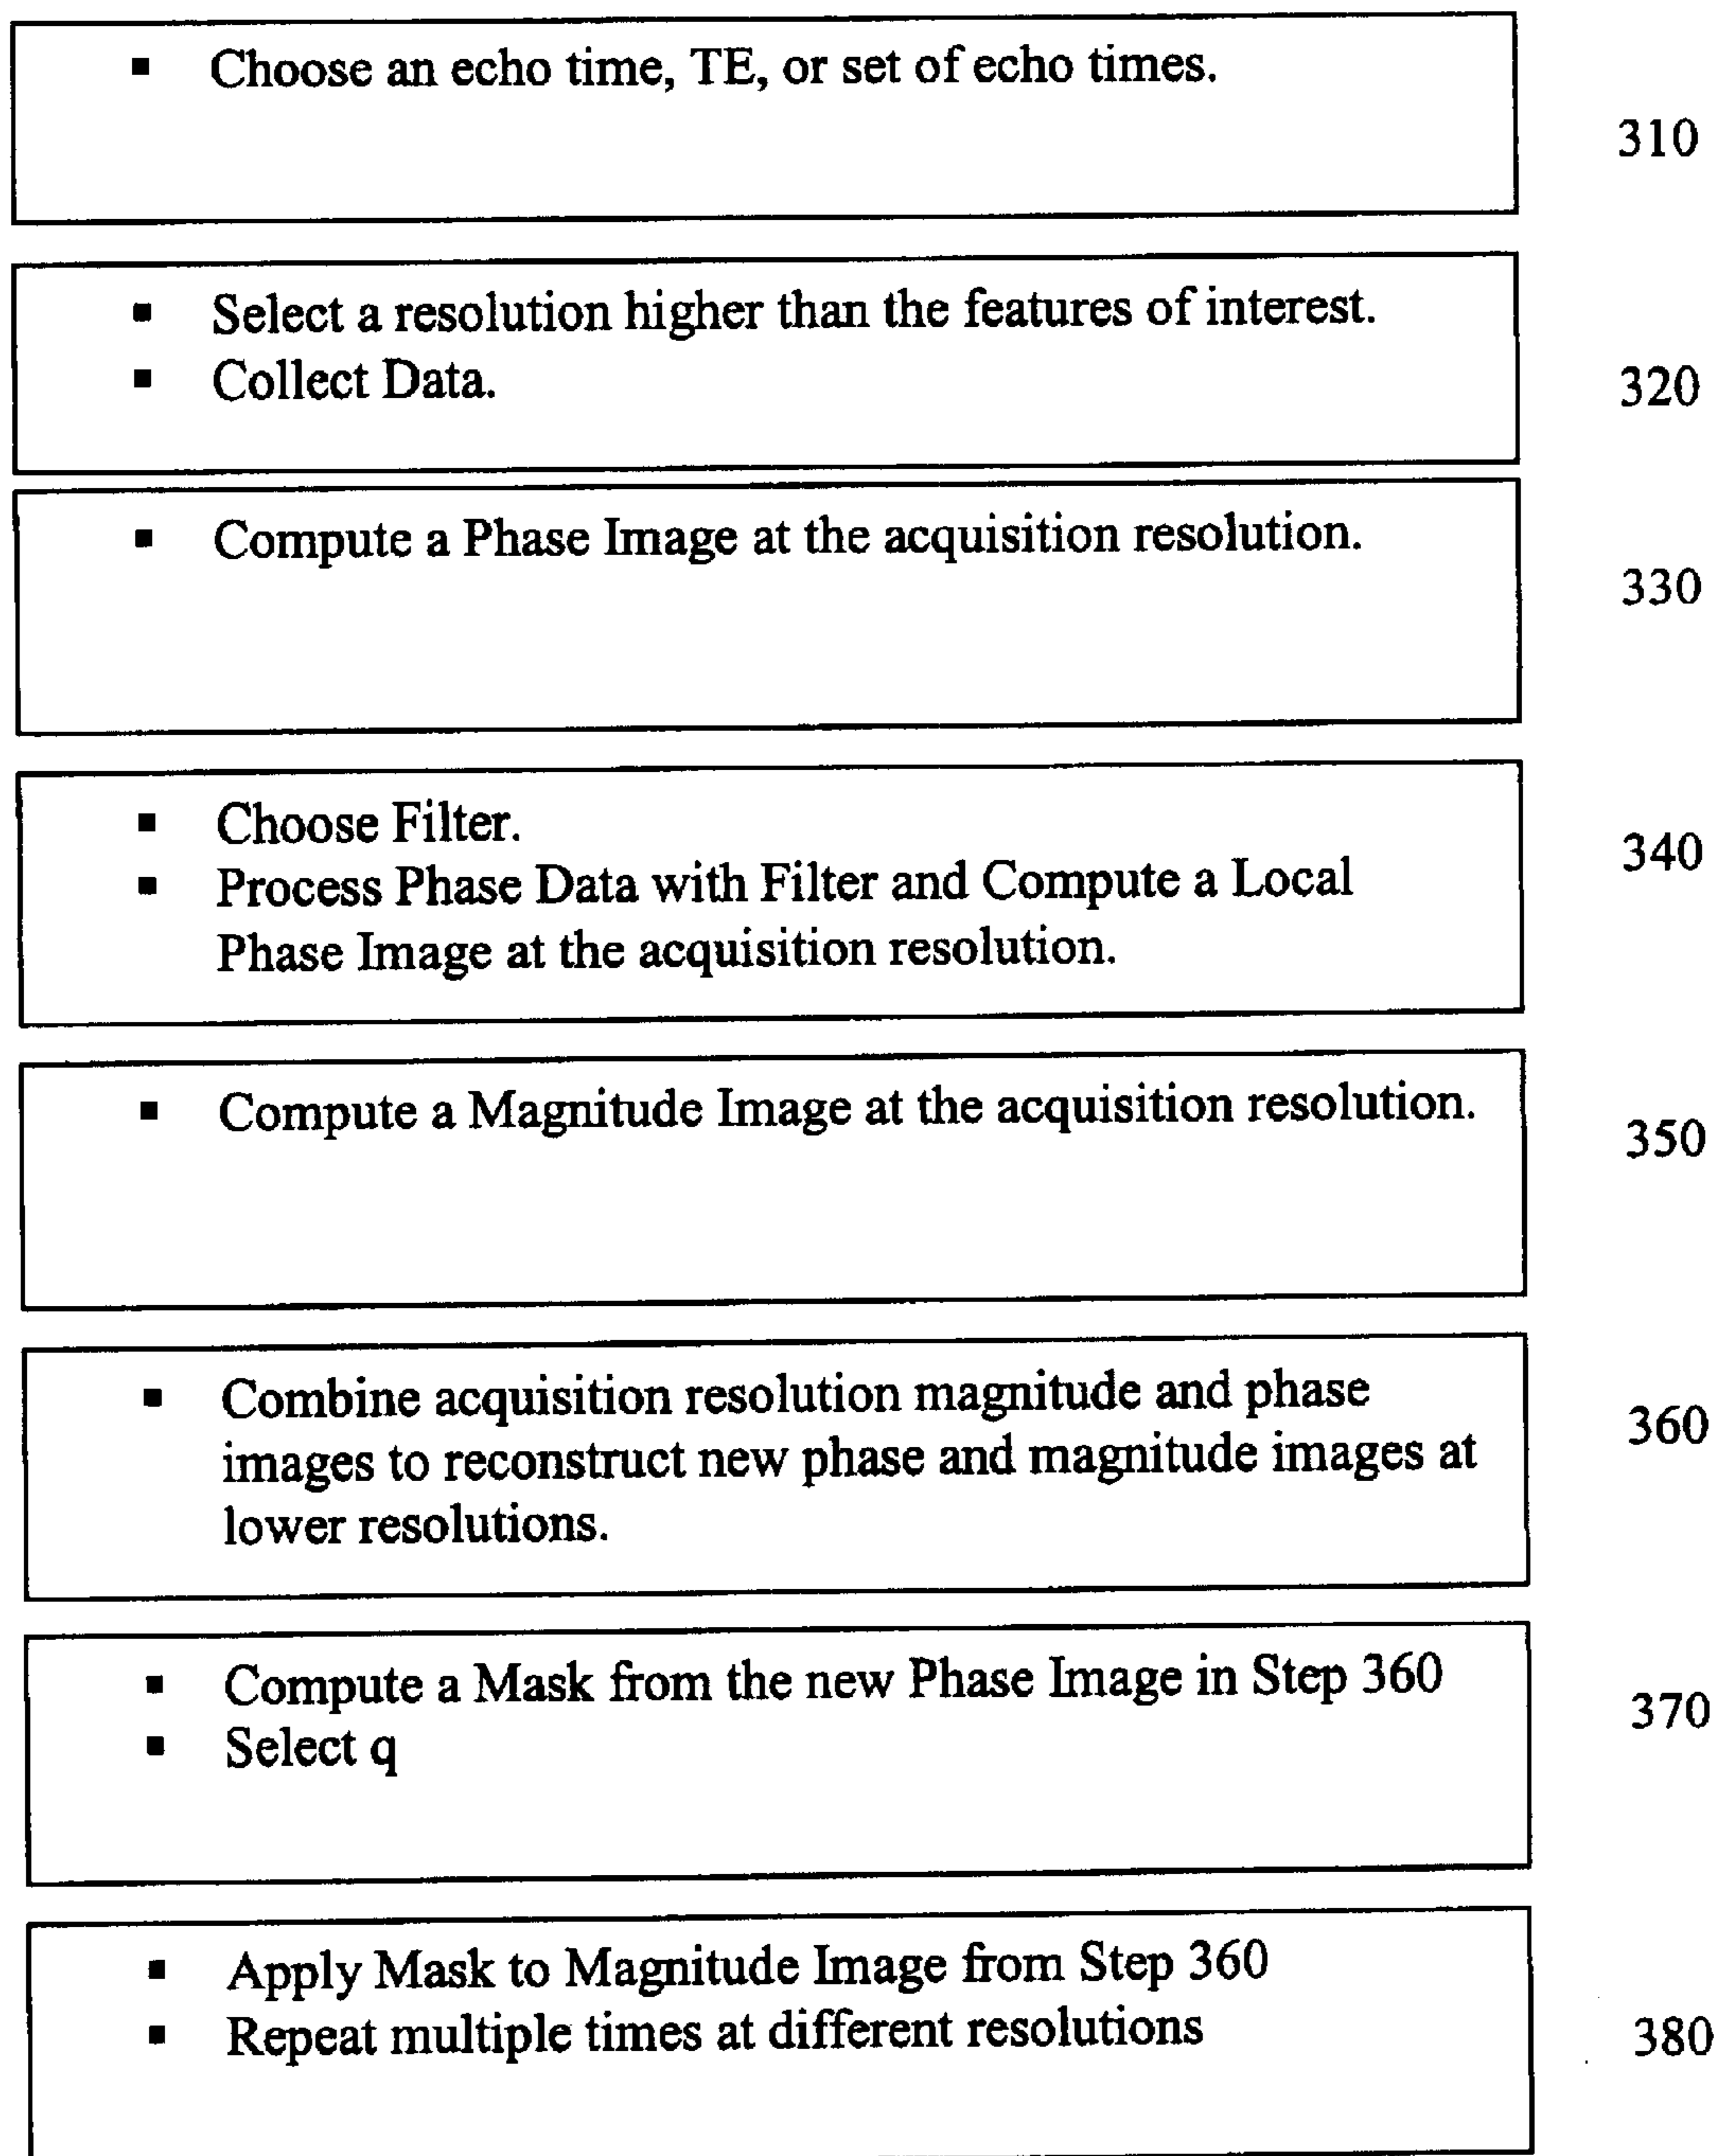 ▪ Choose an echo time, TE, or set of echo times.
310
▪ Select a resolution higher than the features of interest.
▪ Collect Data.
320
▪ Compute a Phase Image at the acquisition resolution.
330
▪ Choose Filter.
▪ Process Phase Data with Filter and Compute a Local
Phase Image at the acquisition resolution.
340
▪ Compute a Magnitude Image at the acquisition resolution.
350
▪ Combine acquisition resolution magnitude and phase
images to reconstruct new phase and magnitude images at
lower resolutions.
360
▪ Compute a Mask from the new Phase Image in Step 360
▪ Select q
370
▪ Apply Mask to Magnitude Image from Step 360
▪ Repeat multiple times at different resolutions
380